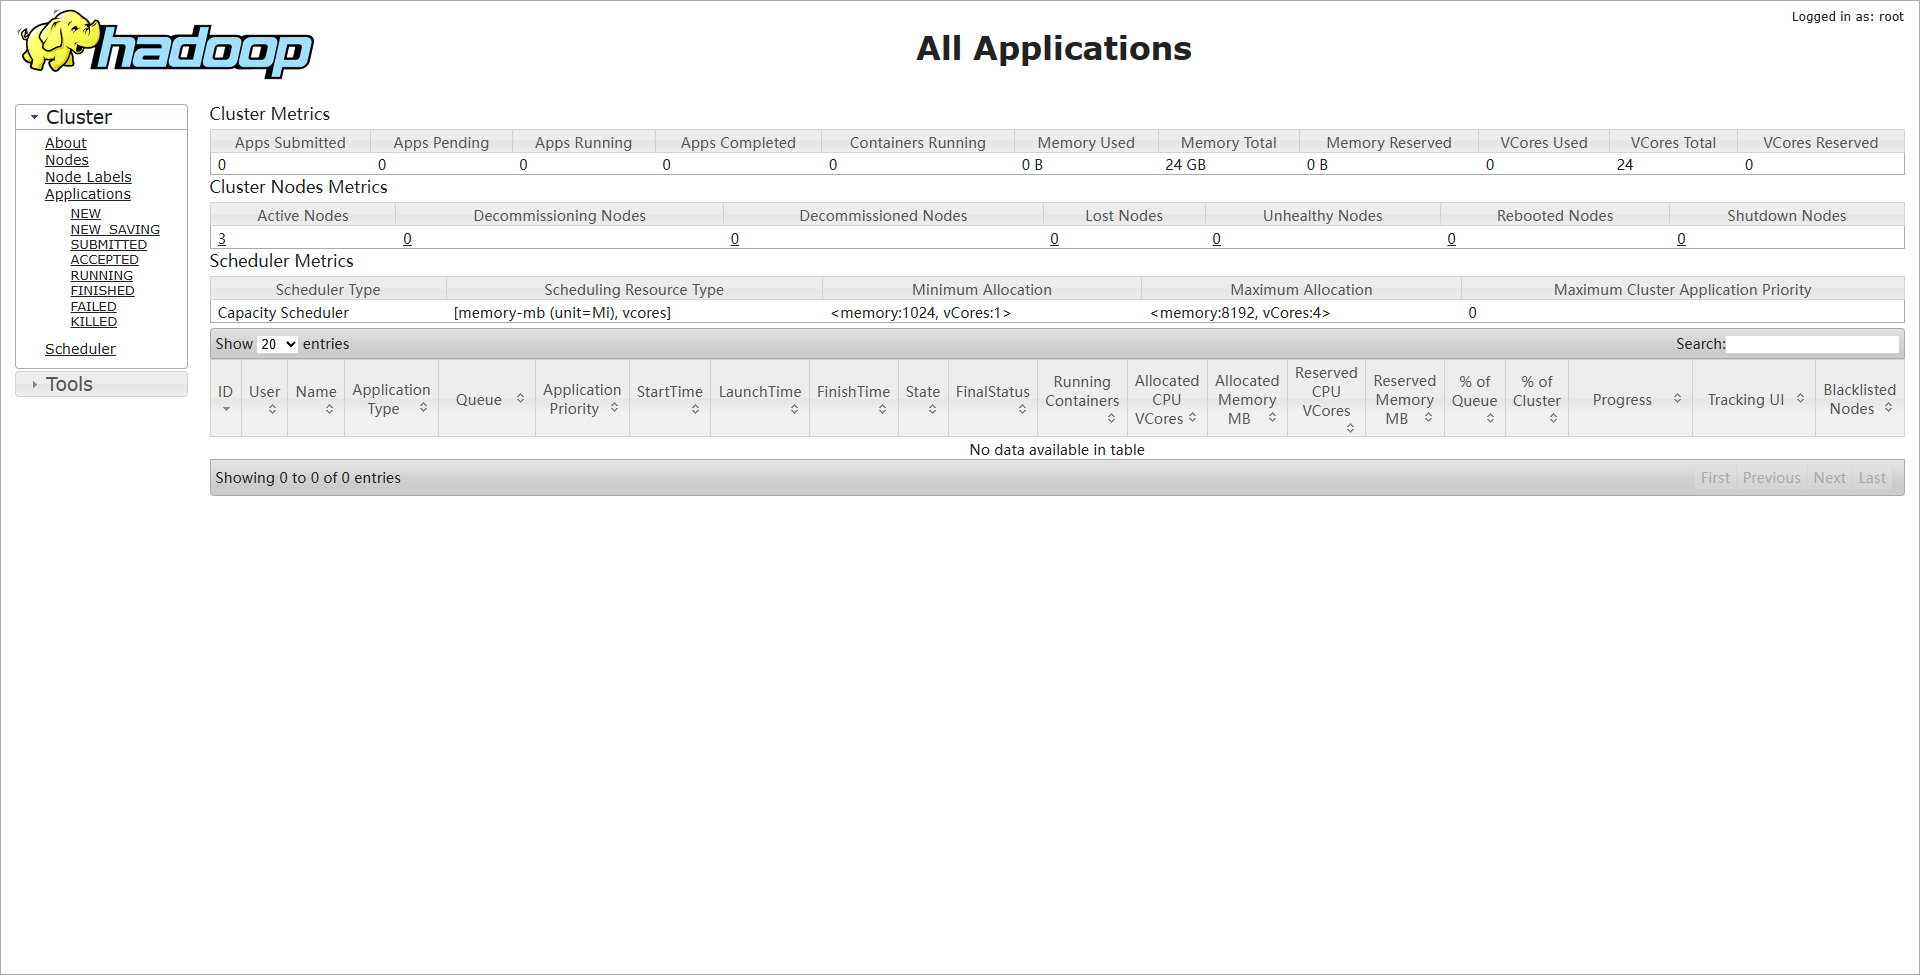 hadoop
Logged in as: root
All Applications
Cluster
About
Nodes
Node Labels
Applications
NEW
NEW_SAVING
SUBMITTED
ACCEPTED
RUNNING
FINISHED
FAILED
KILLED
Scheduler
Tools
Cluster Metrics
Apps Submitted Apps Pending Apps Running Apps Completed Containers Running Memory Used Memory Total Memory Reserved VCores Used VCores Total VCores Reserved
0 0 0 0 0 0 B 24 GB 0 B 0 24 0
Cluster Nodes Metrics
Active Nodes Decommissioning Nodes Decommissioned Nodes Lost Nodes Unhealthy Nodes Rebooted Nodes Shutdown Nodes
3 0 0 0 0 0 0
Scheduler Metrics
Scheduler Type Scheduling Resource Type Minimum Allocation Maximum Allocation Maximum Cluster Application Priority
Capacity Scheduler [memory-mb (unit=Mi), vcores] <memory:1024, vCores:1> <memory:8192, vCores:4> 0
Show 20 entries Search:
ID User Name Application Type Queue Application Priority StartTime LaunchTime FinishTime State FinalStatus Running Containers Allocated CPU VCores Allocated Memory MB Reserved CPU VCores Reserved Memory MB % of Queue % of Cluster Progress Tracking UI Blacklisted Nodes
No data available in table
Showing 0 to 0 of 0 entries First Previous Next Last